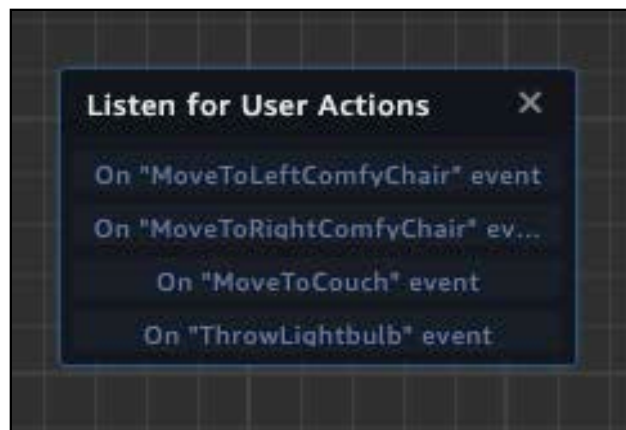 Listen for User Actions ×
On "MoveToLeftComfyChair" event
On "MoveToRightComfyChair" ev...
On "MoveToCouch" event
On "ThrowLightbulb" event